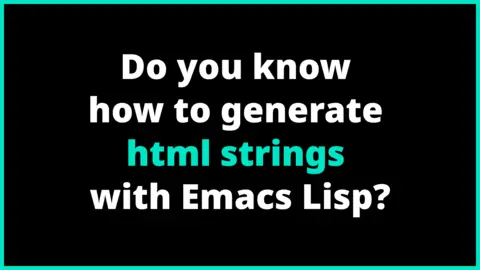 Do you know
how to generate
html strings
with Emacs Lisp?